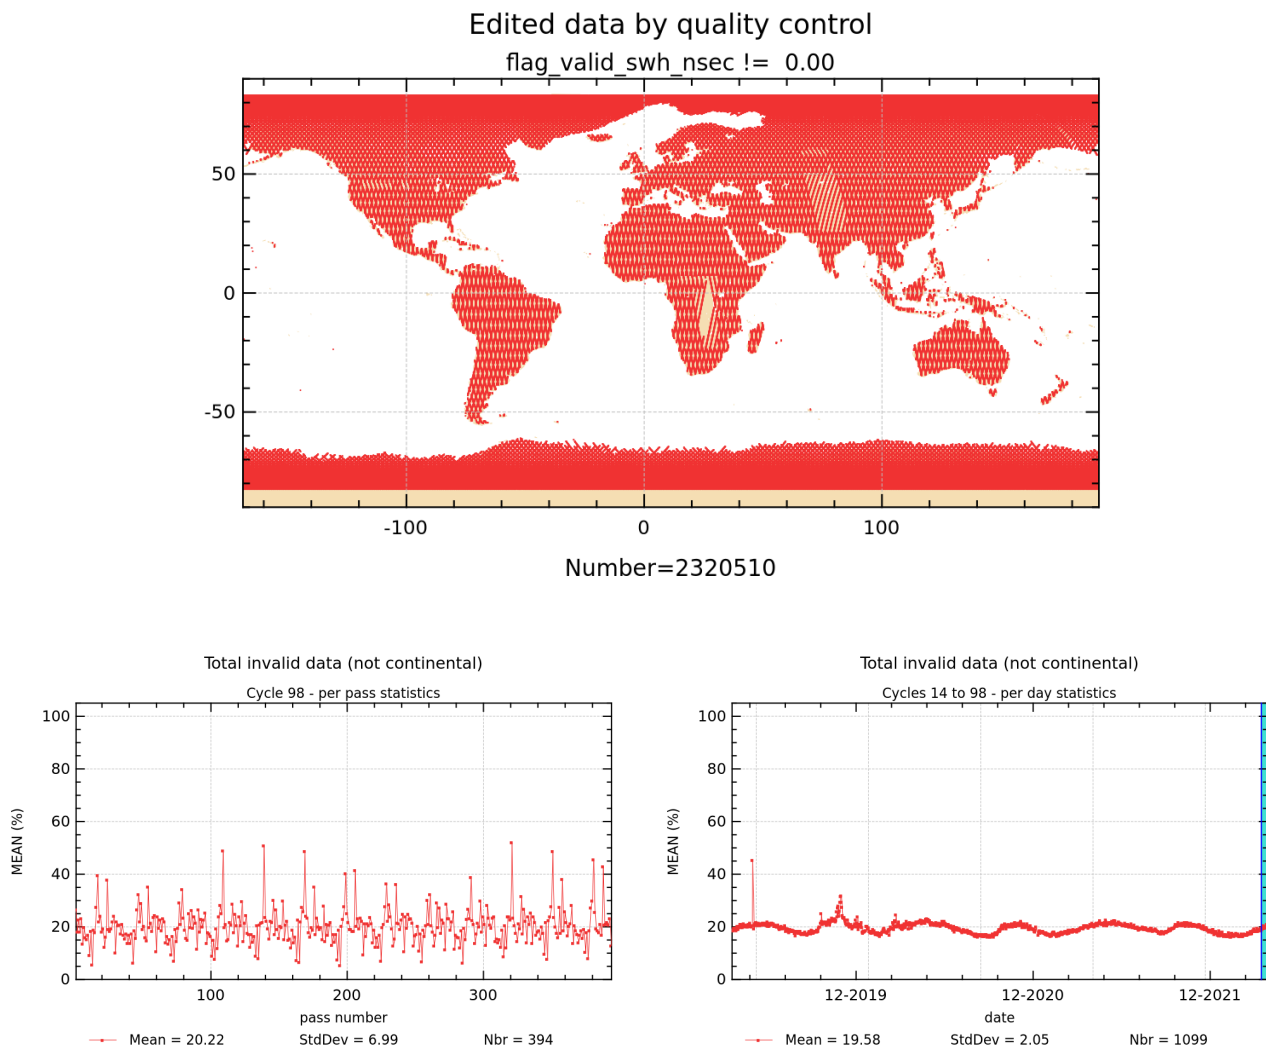 Edited data by quality control
flag_valid_swh_nsec != 0.00
50
0
-50
-100 0 100
Number=2320510
Total invalid data (not continental)
Cycle 98 - per pass statistics
MEAN (%)
100
80
60
40
20
0
100 200 300
pass number
Mean = 20.22 StdDev = 6.99 Nbr = 394
Total invalid data (not continental)
Cycles 14 to 98 - per day statistics
MEAN (%)
100
80
60
40
20
0
12-2019 12-2020 12-2021
date
Mean = 19.58 StdDev = 2.05 Nbr = 1099